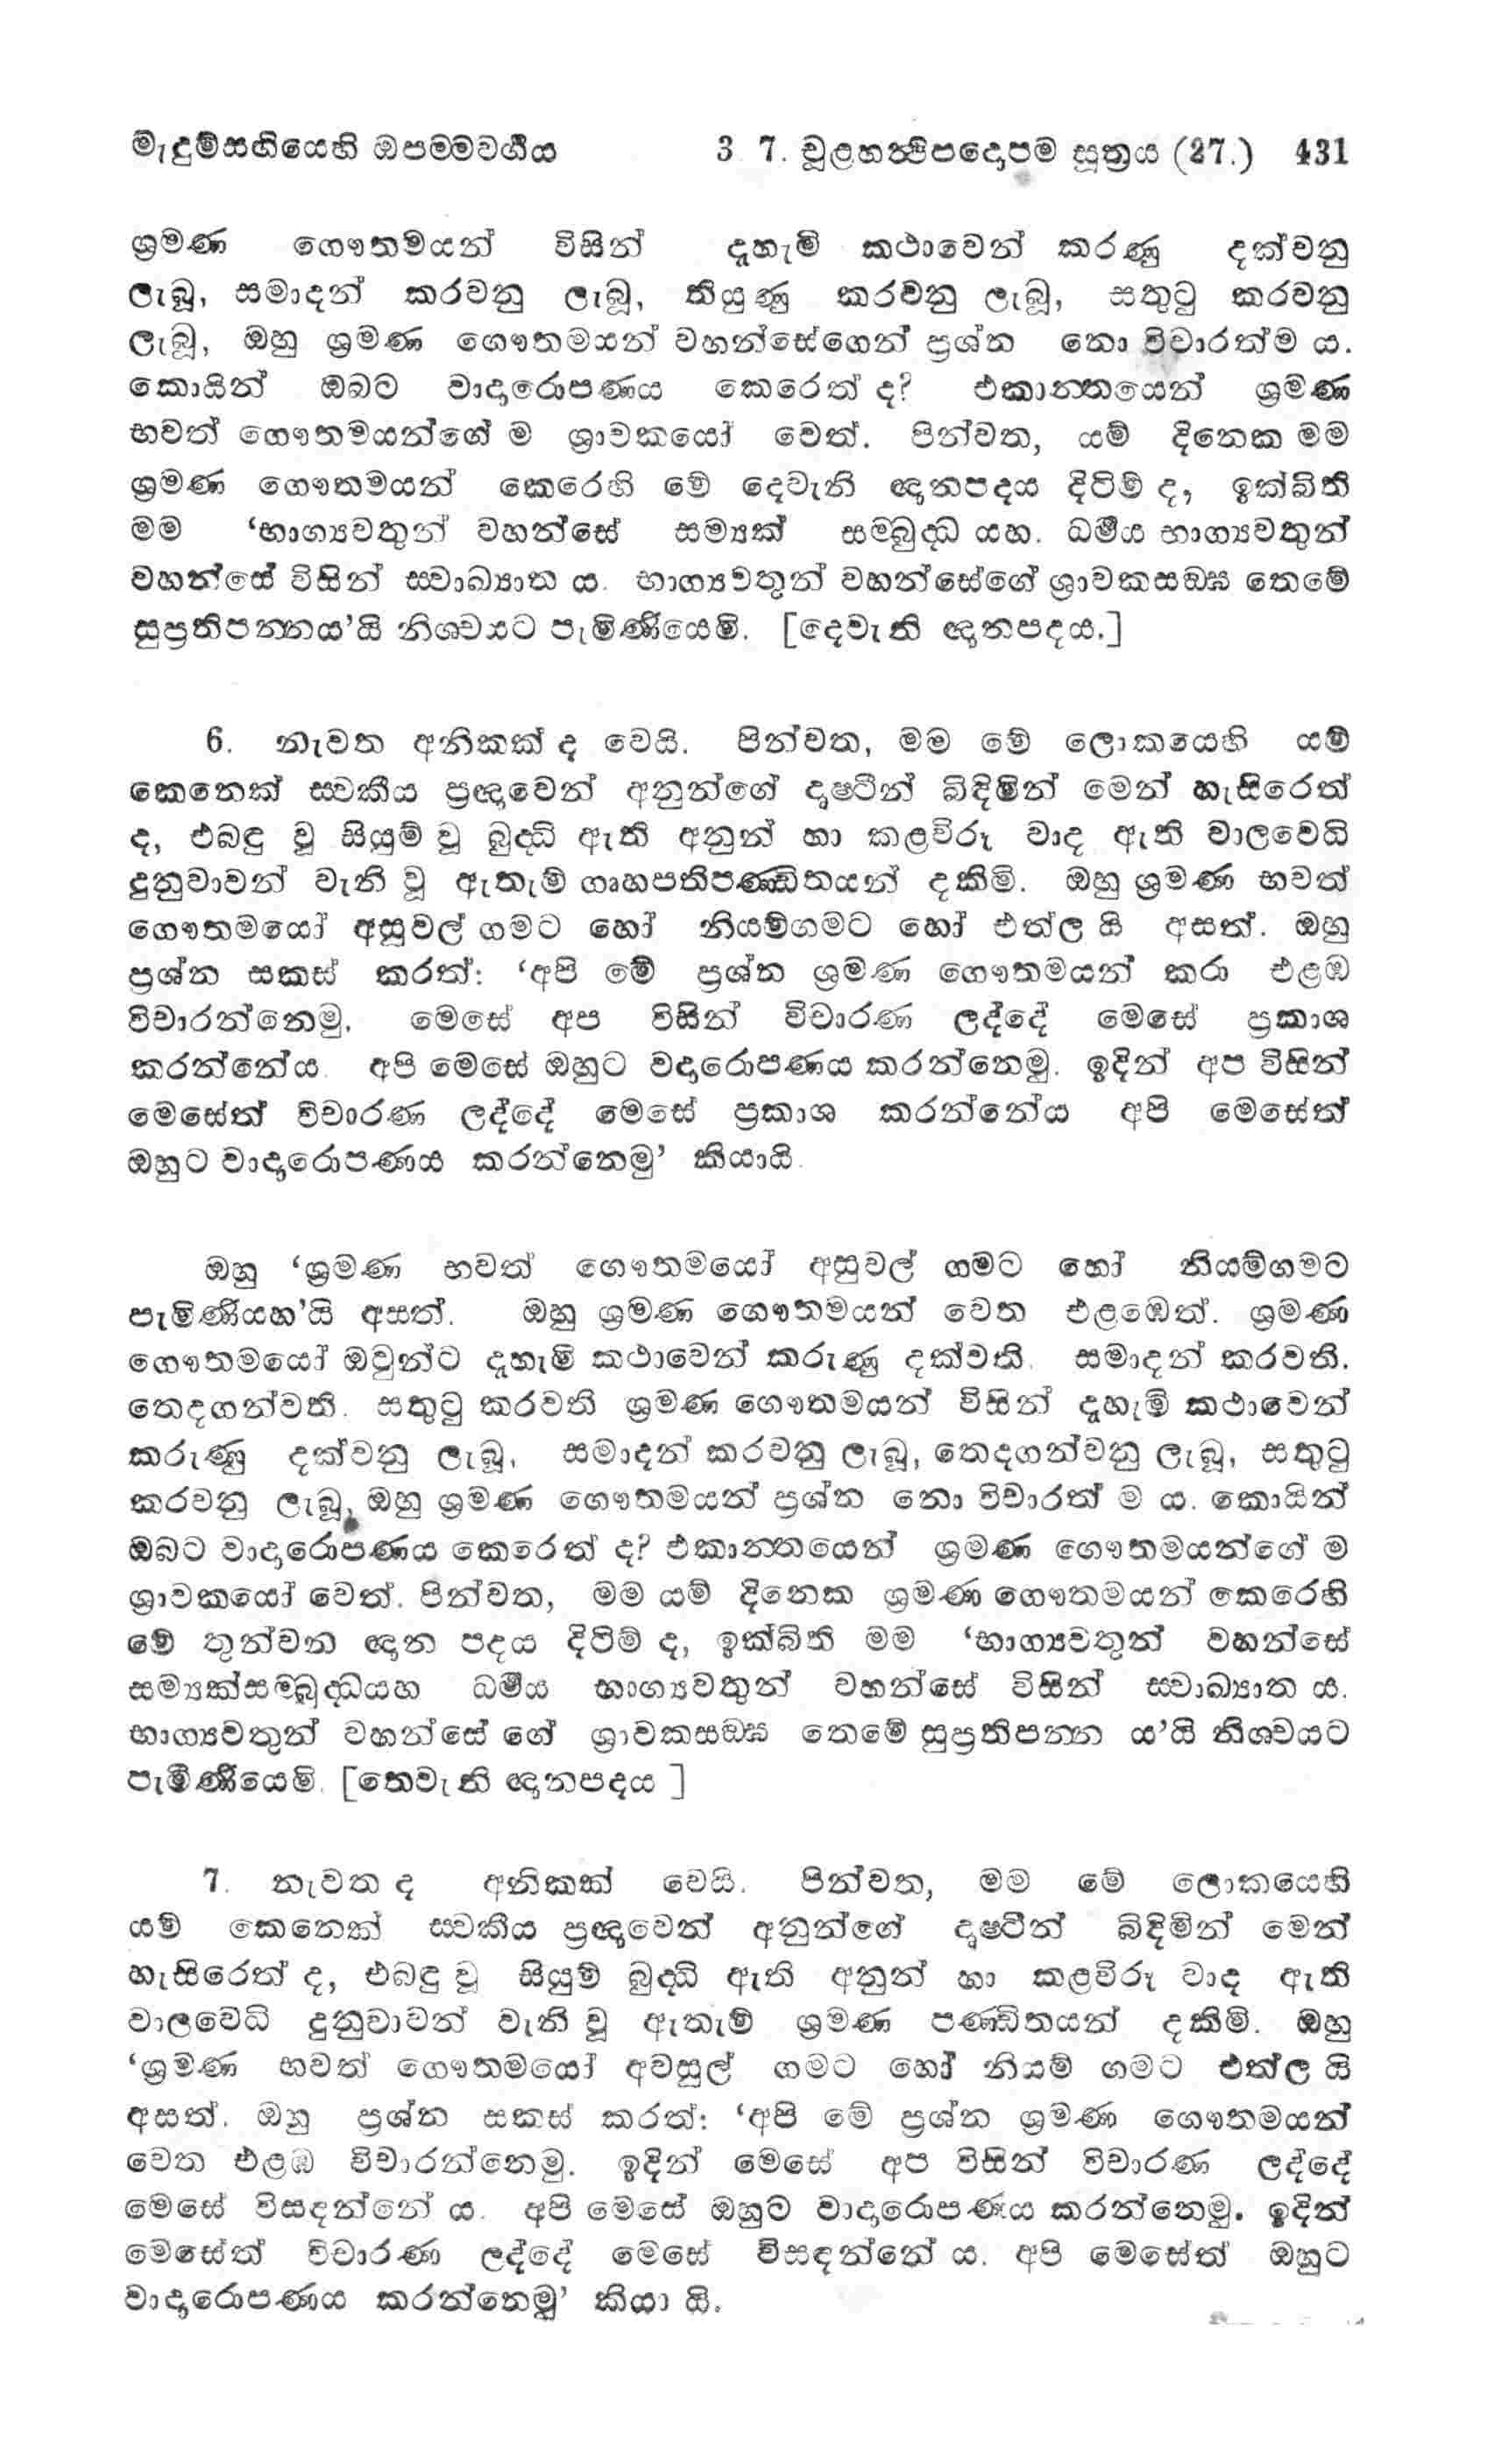 මැදුම්සඟියෙහි ඔපම්මවර්‍ගය 3 7. චූළහත්‍ථිපදොපම සූත්‍රය (27.) 431
ශ්‍රමණ ගෞතමයන් විසින් දැහැමි කථාවෙන් කරණු දක්වනු
ලැබූ, සමාදන් කරවනු ලැබූ, තියුණු කරවනු ලැබූ, සතුටු කරවනු
ලැබූ, ඔහු ශ්‍රමණ ගෞතමයන් වහන්සේගෙන් ප්‍රශ්න නො විචාරත්ම ය.
කොයින් ඔබට වාදාරොපණය කෙරෙත් ද? එකාන්‍තයෙන් ශ්‍රමණ
භවත් ගෞතමයන්ගේ ම ශ්‍රාවකයෝ වෙත්. පින්වත, යම් දිනෙක මම
ශ්‍රමණ ගෞතමයන් කෙරෙහි මේ දෙවැනි ඥානපදය දිටිම් ද, ඉක්බිති
මම ‘භාග්‍යවතුන් වහන්සේ සම්‍යක් සම්බුද්‍ධ යහ. ධර්‍මය භාග්‍යවතුන්
වහන්සේ විසින් ස්වාඛ්‍යාත ය. භාග්‍යවතුන් වහන්සේගේ ශ්‍රාවකසඞ්ඝ තෙමේ
සුප්‍රතිපන්නය’යි නිශ්චයට පැමිණියෙමි. [දෙවැනි ඥානපදය.]
6. නැවත අනිකක් ද වෙයි. පින්වත, මම මේ ලොකයෙහි යම්
කෙනෙක් ස්වකීය ප්‍රඥාවෙන් අනුන්ගේ දෘෂ්ටීන් බිඳිමින් මෙන් හැසිරෙත්
ද, එබඳු වූ සියුම් වූ බුද්‍ධි ඇති අනුන් හා කළවිරූ වාද ඇති වාලවෙයි
දුනුවාවන් වැනි වූ ඇතැම් ගෘහපතිපණ්ඩිතයන් දකිමි. ඔහු ශ්‍රමණ භවත්
ගෞතමයෝ අසුවල් ගමට හෝ නියම්ගමට හෝ එත්ල යි අසත්. ඔහු
ප්‍රශ්න සකස් කරත්: ‘අපි මේ ප්‍රශ්න ශ්‍රමණ ගෞතමයන් කරා එළඹ
විචාරන්නෙමු. මෙසේ අප විසින් විචාරණ ලද්දේ මෙසේ ප්‍රකාශ
කරන්නේය. අපි මෙසේ ඔහුට වදාරොපණය කරන්නෙමු. ඉදින් අප විසින්
මෙසේත් විචාරණ ලද්දේ මෙසේ ප්‍රකාශ කරන්නේය අපි මෙසේත්
ඔහුට වාදාරොපණය කරන්නෙමු’ කියායි.
ඔහු ‘ශ්‍රමණ භවත් ගෞතමයෝ අසුවල් ගමට හෝ නියම්ගමට
පැමිණියහ’යි අසත්. ඔහු ශ්‍රමණ ගෞතමයන් වෙත එළඹෙත්. ශ්‍රමණ
ගෞතමයෝ ඔවුන්ට දැහැමි කථාවෙන් කරුණු දක්වති. සමාදන් කරවති.
තෙදගන්වති. සතුටු කරවති ශ්‍රමණ ගෞතමයන් විසින් දැහැමි කථාවෙන්
කරුණු දක්වනු ලැබූ, සමාදන් කරවනු ලැබූ, තෙදගන්වනු ලැබූ, සතුටු
කරවනු ලැබූ, ඔහු ශ්‍රමණ ගෞතමයන් ප්‍රශ්න නො විචාරත් ම ය. කොයින්
ඔබට වාදාරොපණය කෙරෙත් ද? එකාන්‍තයෙන් ශ්‍රමණ ගෞතමයන්ගේ ම
ශ්‍රාවකයෝ වෙත්. පින්වත, මම යම් දිනෙක ශ්‍රමණ ගෞතමයන් කෙරෙහි
මේ තුන්වන ඥාන පදය දිටිම් ද, ඉක්බිති මම ‘භාග්‍යවතුන් වහන්සේ
සම්‍යක්සම්බුද්‍ධයහ ධර්‍මය භාග්‍යවතුන් වහන්සේ විසින් ස්වාඛ්‍යාත ය.
භාග්‍යවතුන් වහන්සේ ගේ ශ්‍රාවකසඞ්ඝ තෙමේ සුප්‍රතිපන්න ය’යි නිශ්චයට
පැමිණියෙමි. [තෙවැනි ඥානපදය ]
7. නැවත ද අනිකක් වෙයි. පින්වත, මම මේ ලොකයෙහි
යම් කෙනෙක් ස්වකීය ප්‍රඥාවෙන් අනුන්ගේ දෘෂ්ටීන් බිඳිමින් මෙන්
හැසිරෙත් ද, එබඳු වූ සියුම් බුද්‍ධි ඇති අනුන් හා කළවිරූ වාද ඇති
වාලවෙධි දුනුවාවන් වැනි වූ ඇතැම් ශ්‍රමණ පණ්ඩිතයන් දකිමි. ඔහු
‘ශ්‍රමණ භවත් ගෞතමයෝ අවසුල් ගමට හෝ නියම් ගමට එත්ල යි
අසත්. ඔහු ප්‍රශ්න සකස් කරත්: ‘අපි මේ ප්‍රශ්න ශ්‍රමණ ගෞතමයන්
වෙත එළඹ විචාරන්නෙමු. ඉදින් මෙසේ අප විසින් විචාරණ ලද්දේ
මෙසේ විසඳන්නේ ය. අපි මෙසේ ඔහුට වාදාරොපණය කරන්නෙමු. ඉදින්
මෙසේත් විචාරණ ලද්දේ මෙසේ විසඳන්නේ ය. අපි මෙසේත් ඔහුට
වාදාරොපණය කරන්නෙමු’ කියා යි.